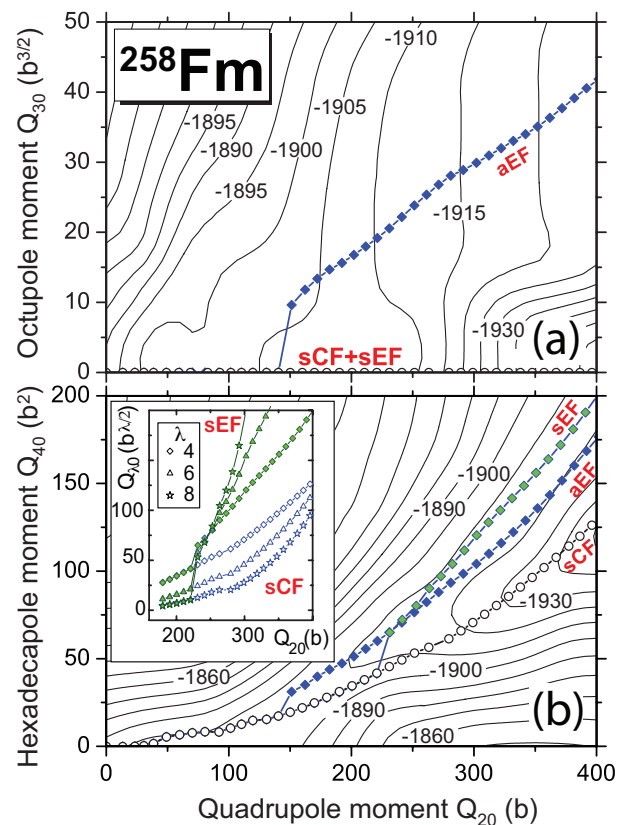 50
40
30
20
10
0
Octupole moment Q30 (b^3/2)
258Fm
-1895
-1890
-1895
-1900
-1905
-1910
-1915
-1930
aEF
sCF+sEF
(a)
200
150
100
50
0
Hexadecapole moment Q40 (b²)
Qλ0 (b^λ/2)
100
50
0
200
300
400
Q20(b)
λ
4
6
8
sEF
sCF
sEF
aEF
sCF
-1900
-1890
-1860
-1930
-1900
-1890
-1860
(b)
0
100
200
300
400
Quadrupole moment Q20 (b)